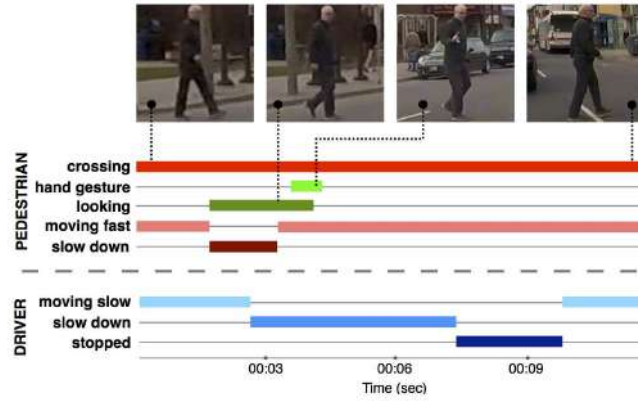 PEDESTRIAN
crossing
hand gesture
looking
moving fast
slow down
DRIVER
moving slow
slow down
stopped
00:03 00:06 00:09
Time (sec)